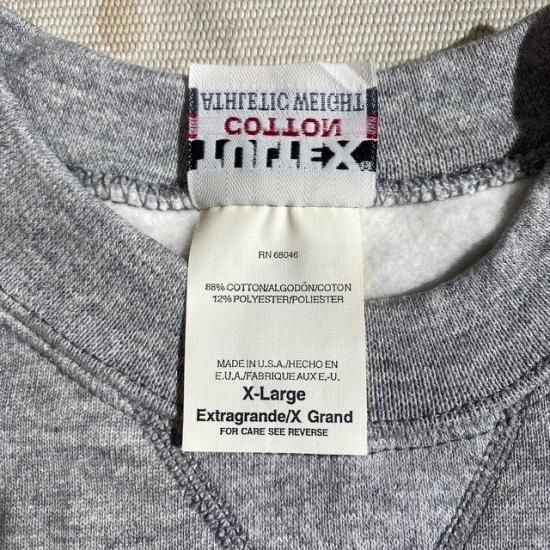 ATHLETIC WEIGHT
COTTON
TULTEX®
RN 68046
88% COTTON/ALGODÓN/COTON
12% POLYESTER/POLIESTER
MADE IN U.S.A./HECHO EN
E.U.A./FABRIQUE AUX E.-U.
X-Large
Extragrande/X Grand
FOR CARE SEE REVERSE